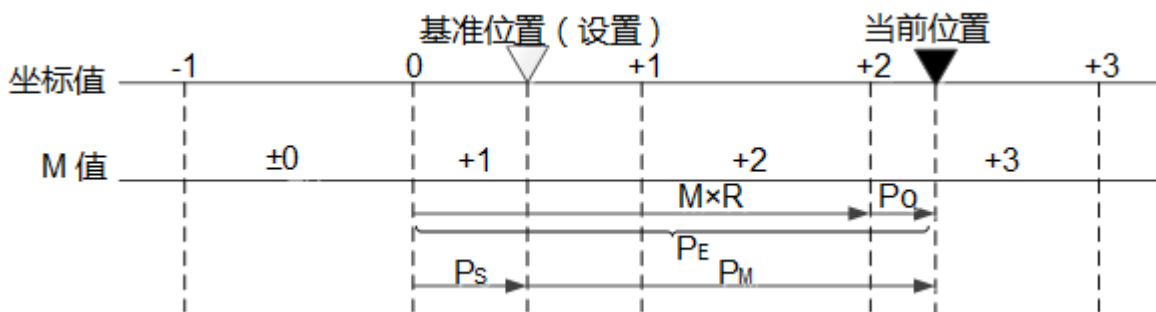 基准位置（设置） 当前位置
坐标值 -1 0 +1 +2 +3
M 值 ±0 +1 +2 +3
M×R Po
PE
Ps PM